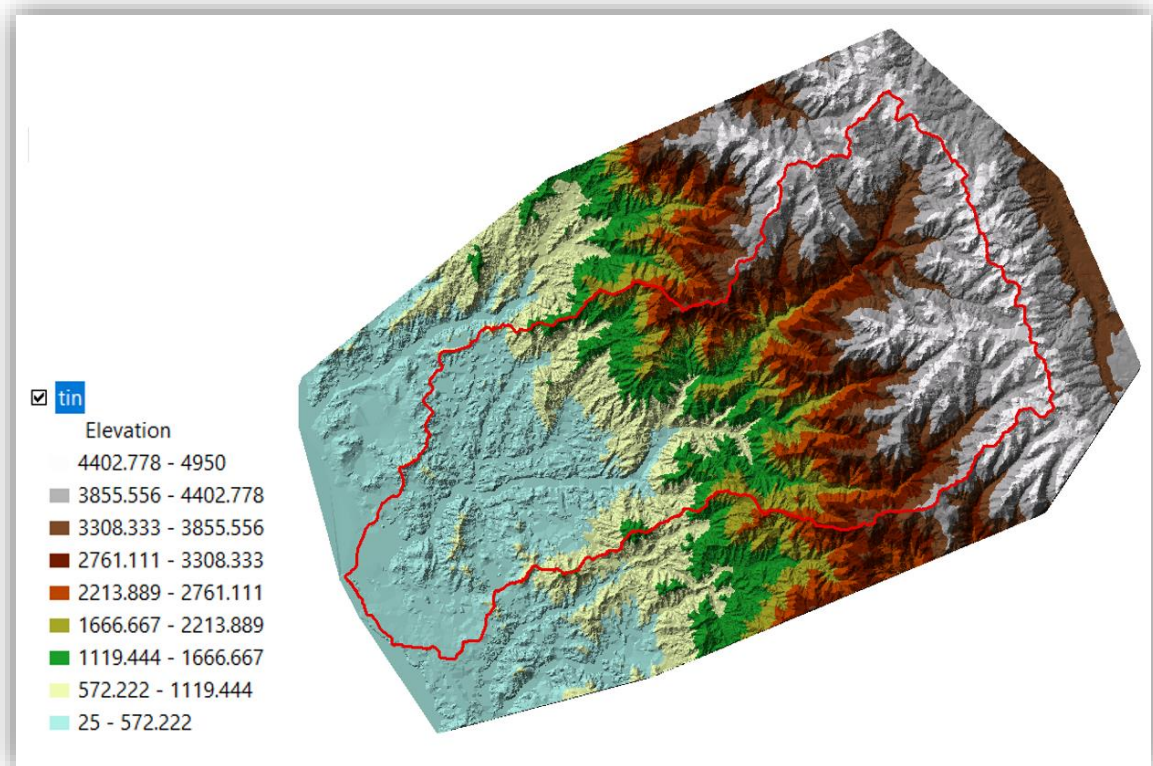 tin
Elevation
4402.778 - 4950
3855.556 - 4402.778
3308.333 - 3855.556
2761.111 - 3308.333
2213.889 - 2761.111
1666.667 - 2213.889
1119.444 - 1666.667
572.222 - 1119.444
25 - 572.222